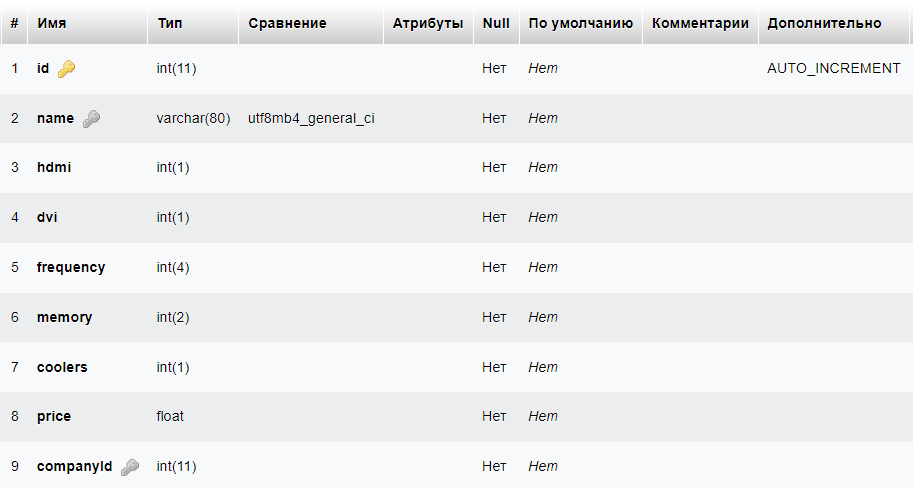 # Имя Тип Сравнение Атрибуты Null По умолчанию Комментарии Дополнительно
1 id int(11) Нет Нет AUTO_INCREMENT
2 name varchar(80) utf8mb4_general_ci Нет Нет
3 hdmi int(1) Нет Нет
4 dvi int(1) Нет Нет
5 frequency int(4) Нет Нет
6 memory int(2) Нет Нет
7 coolers int(1) Нет Нет
8 price float Нет Нет
9 companyId int(11) Нет Нет